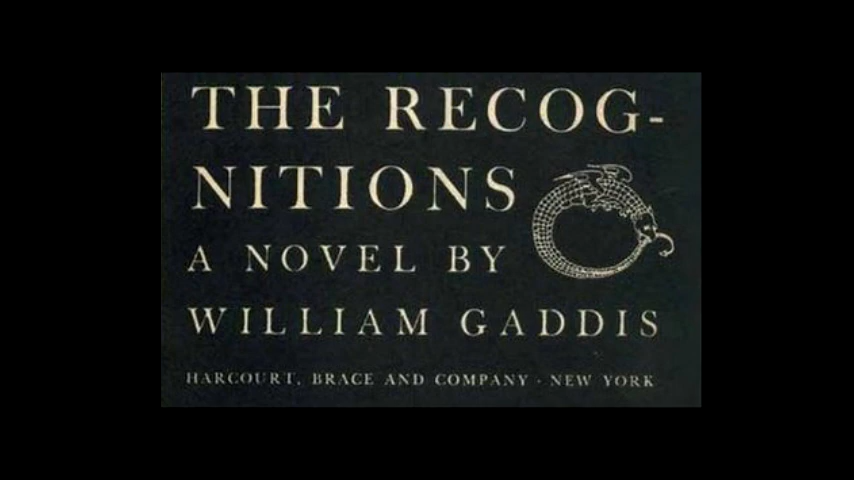 THE RECOG-
NITIONS
A NOVEL BY
WILLIAM GADDIS
HARCOURT, BRACE AND COMPANY · NEW YORK